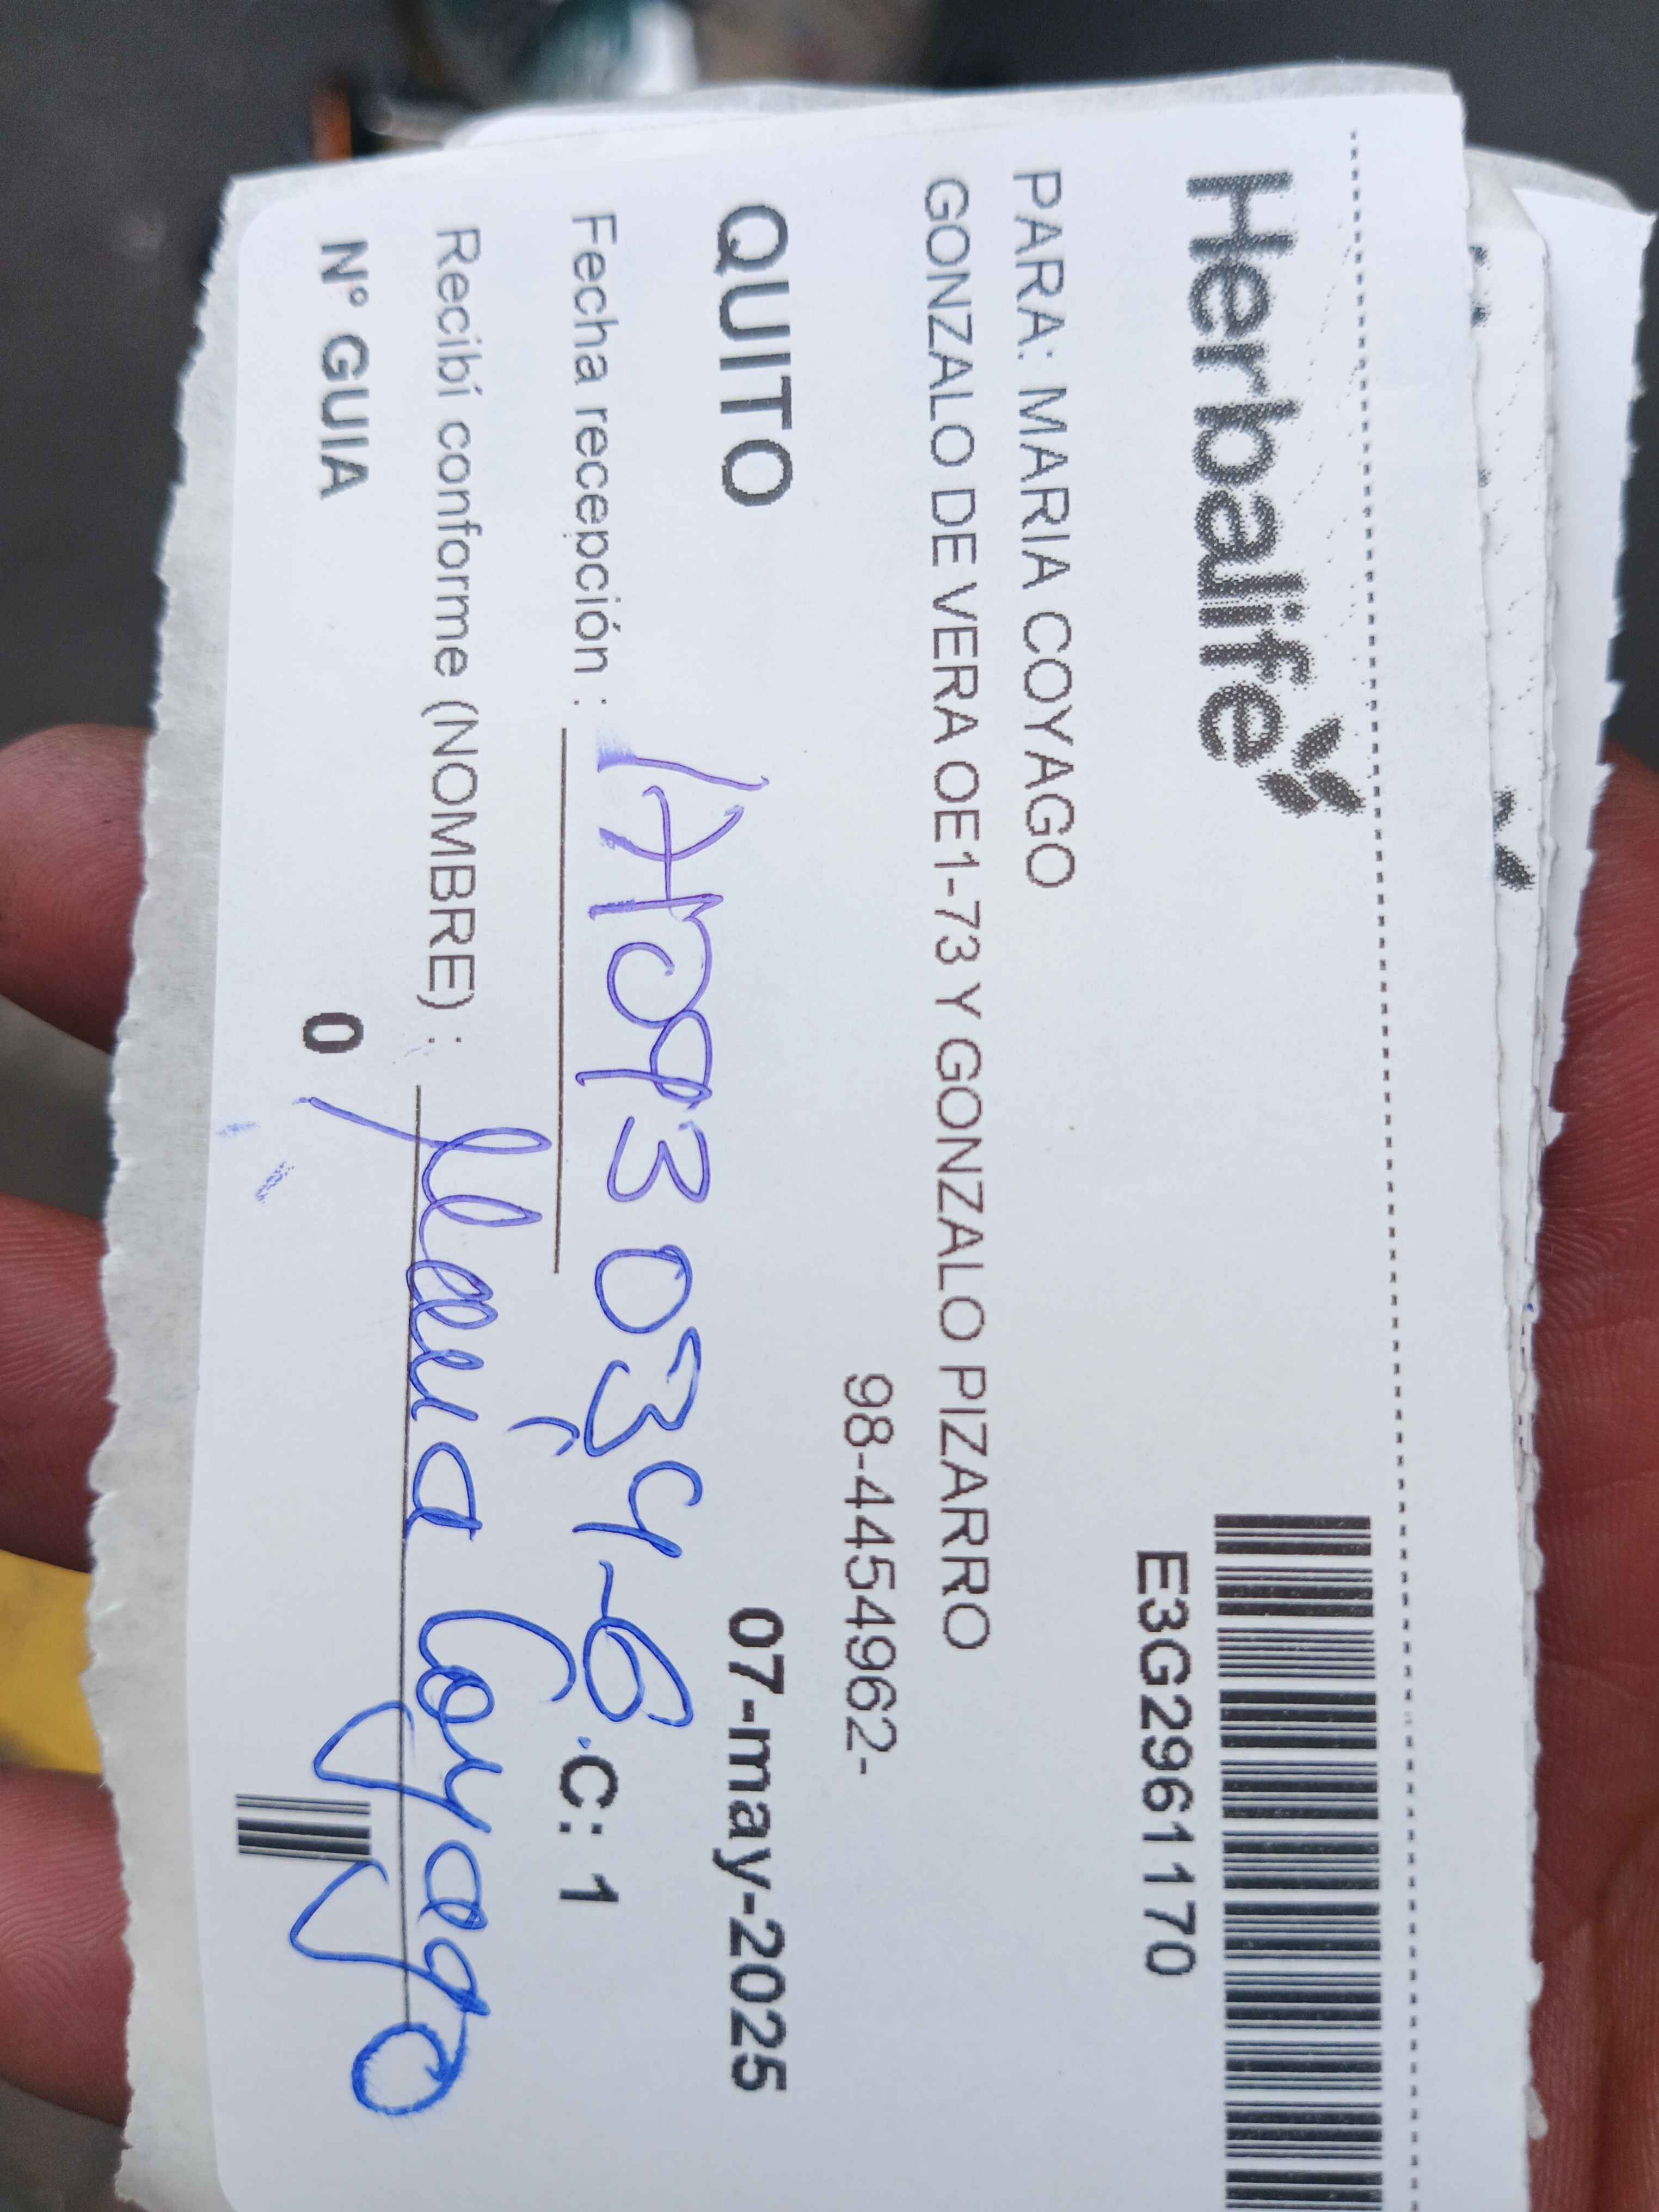 Herbalife
E3G2961170
PARA: MARIA COYAGO
GONZALO DE VERA OE1-73 Y GONZALO PIZARRO
98-4454962-
QUITO 07-may-2025
Fecha recepción : 17093034-6 C: 1
Recibí conforme (NOMBRE) : Maria Coyago
N° GUIA 0